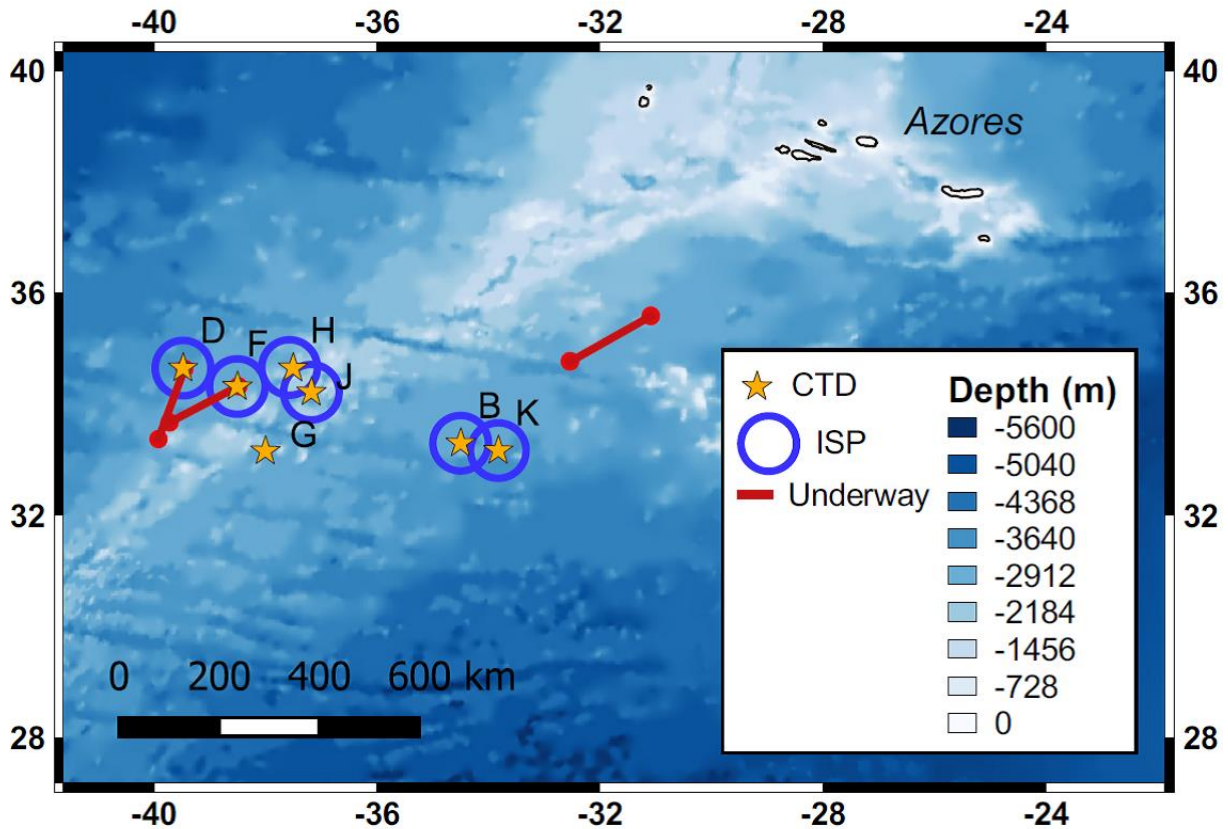 -40 -36 -32 -28 -24
40 40
Azores
36 36
D F H
J
B K
G
CTD
ISP
Underway
Depth (m)
-5600
-5040
-4368
-3640
-2912
-2184
-1456
-728
0
32 32
0 200 400 600 km
28 28
-40 -36 -32 -28 -24